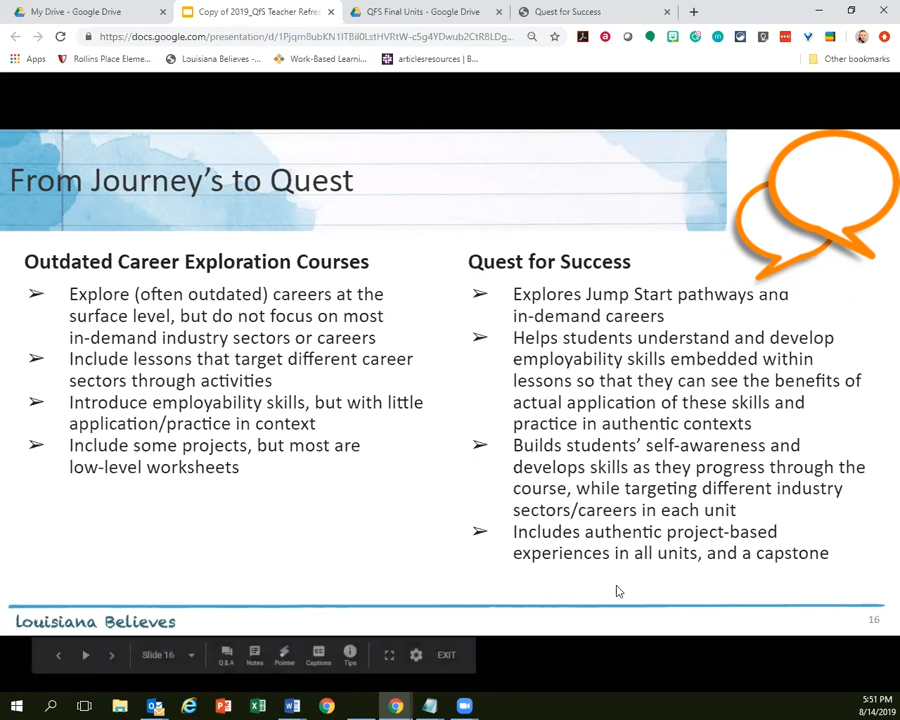 My Drive - Google Drive
Copy of 2019_QfS Teacher Refres
QFS Final Units - Google Drive
Quest for Success
Apps
Rollins Place Eleme...
Louisiana Believes -...
Work-Based Learni...
articlesresources | B...
Other bookmarks
From Journey's to Quest
Outdated Career Exploration Courses
➢ Explore (often outdated) careers at the
surface level, but do not focus on most
in-demand industry sectors or careers
➢ Include lessons that target different career
sectors through activities
➢ Introduce employability skills, but with little
application/practice in context
➢ Include some projects, but most are
low-level worksheets
Quest for Success
➢ Explores Jump Start pathways and
in-demand careers
➢ Helps students understand and develop
employability skills embedded within
lessons so that they can see the benefits of
actual application of these skills and
practice in authentic contexts
➢ Builds students' self-awareness and
develops skills as they progress through the
course, while targeting different industry
sectors/careers in each unit
➢ Includes authentic project-based
experiences in all units, and a capstone
Louisiana Believes
16
Slide 16
Q & A
Notes
Pointer
Captions
Tips
EXIT
5:51 PM
8/14/2019